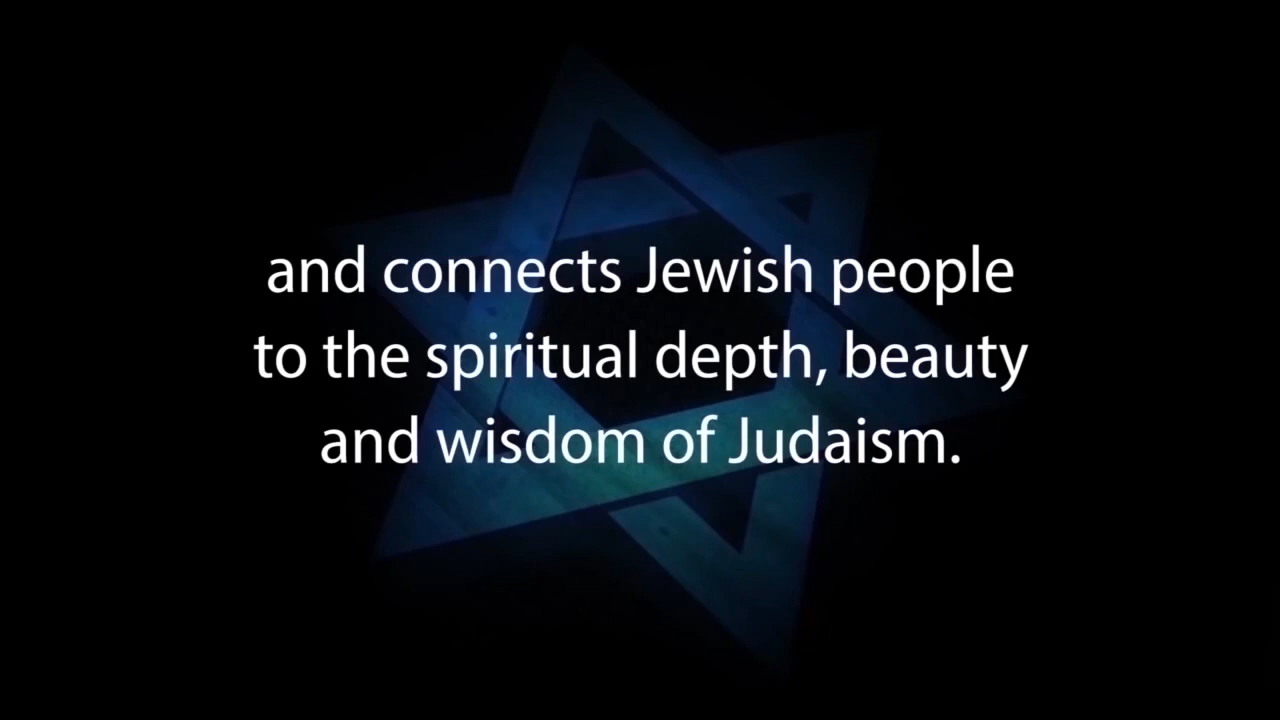 and connects Jewish people
to the spiritual depth, beauty
and wisdom of Judaism.